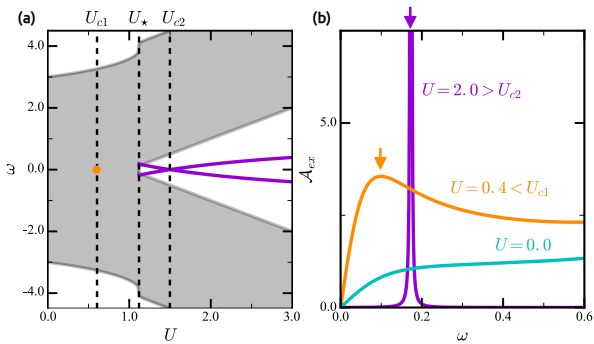 (a)
U_{c1} U_⋆ U_{c2}
4.0
2.0
0.0
-2.0
-4.0
ω
0.0 1.0 2.0 3.0
U
(b)
7.5
5.0
0.0
𝒜_{ex}
U = 2.0 > U_{c2}
U = 0.4 < U_{c1}
U = 0.0
0.0 0.2 0.4 0.6
ω